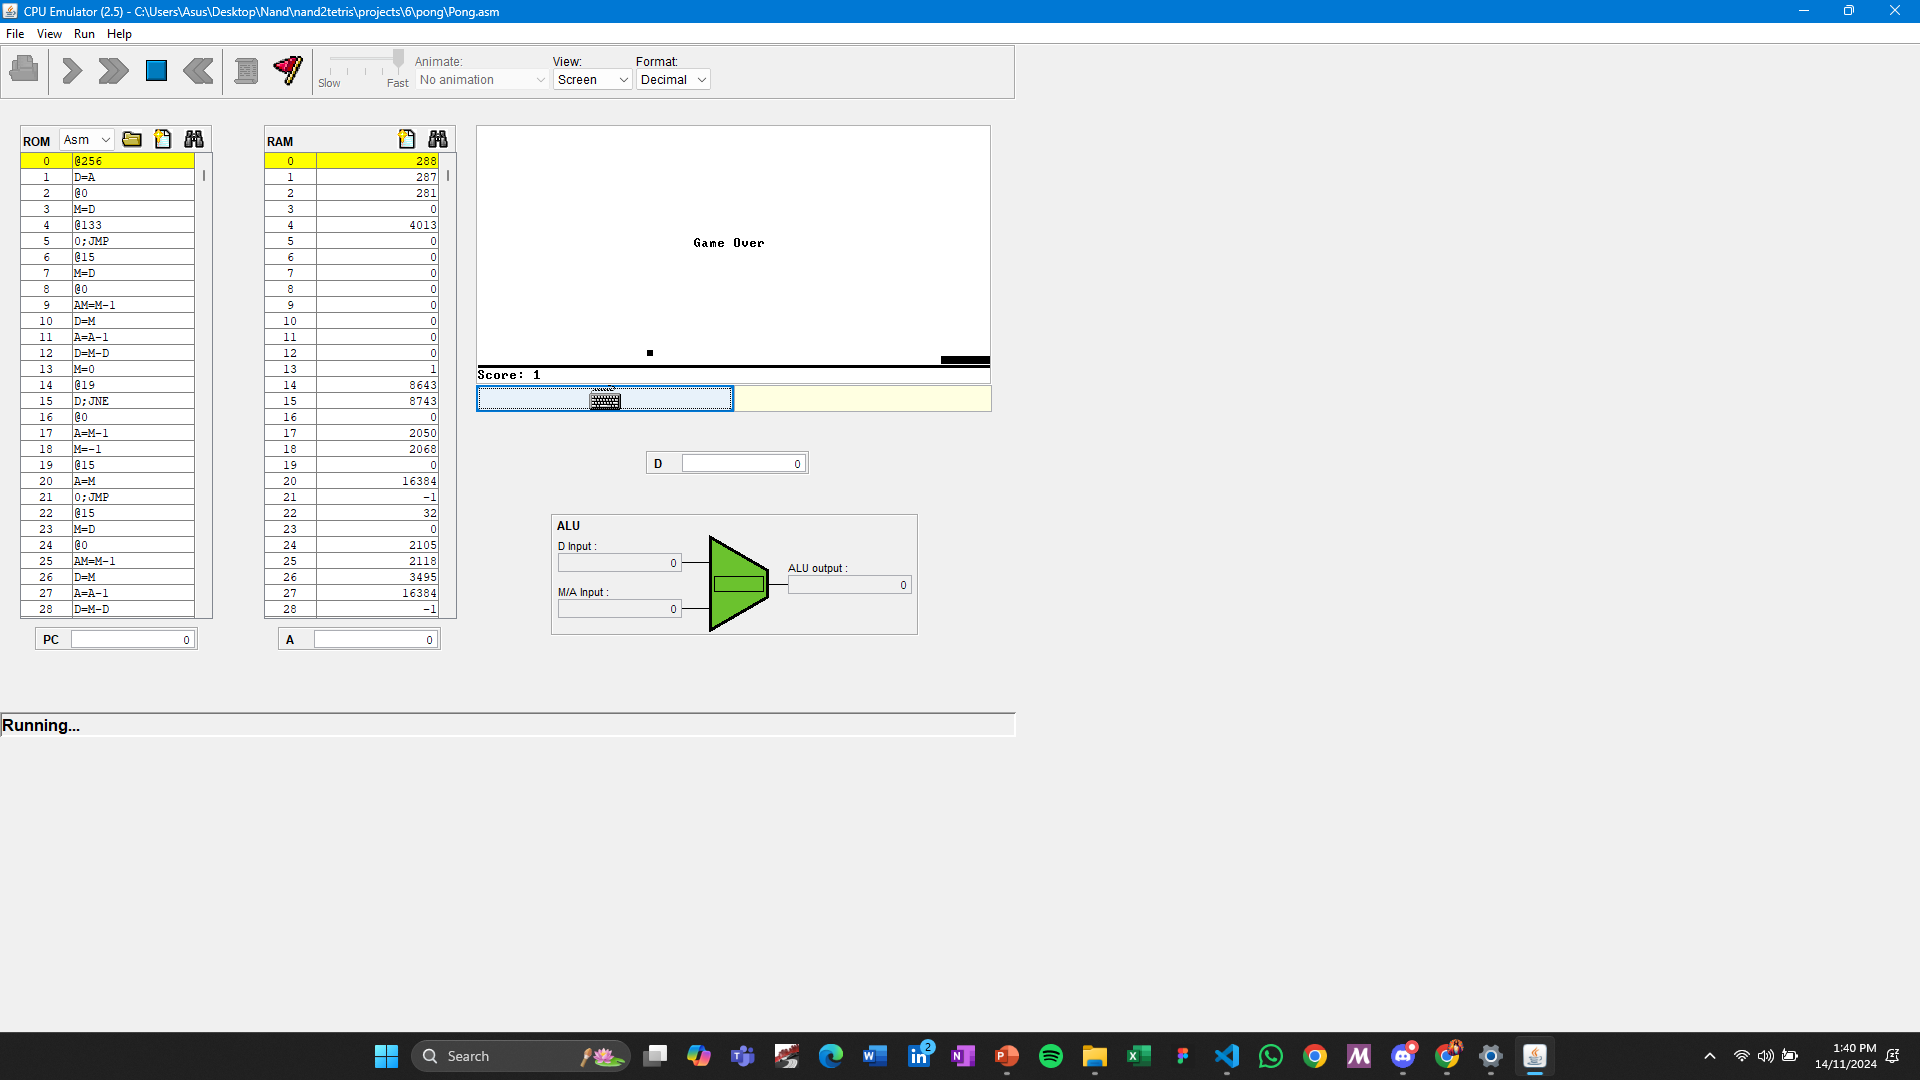 CPU Emulator (2.5) - C:\Users\Asus\Desktop\Nand\nand2tetris\projects\6\pong\Pong.asm
File View Run Help
Slow Fast
Animate:
No animation
View:
Screen
Format:
Decimal
ROM Asm
0 @256
1 D=A
2 @0
3 M=D
4 @133
5 0;JMP
6 @15
7 M=D
8 @0
9 AM=M-1
10 D=M
11 A=A-1
12 D=M-D
13 M=0
14 @19
15 D;JNE
16 @0
17 A=M-1
18 M=-1
19 @15
20 A=M
21 0;JMP
22 @15
23 M=D
24 @0
25 AM=M-1
26 D=M
27 A=A-1
28 D=M-D
PC 0
RAM
0 288
1 287
2 281
3 0
4 4013
5 0
6 0
7 0
8 0
9 0
10 0
11 0
12 0
13 1
14 8643
15 8743
16 0
17 2050
18 2068
19 0
20 16384
21 -1
22 32
23 0
24 2105
25 2118
26 3495
27 16384
28 -1
A 0
Game Over
Score: 1
D 0
ALU
D Input :
0
M/A Input :
0
ALU output :
0
Running...
Search
2
1:40 PM
14/11/2024